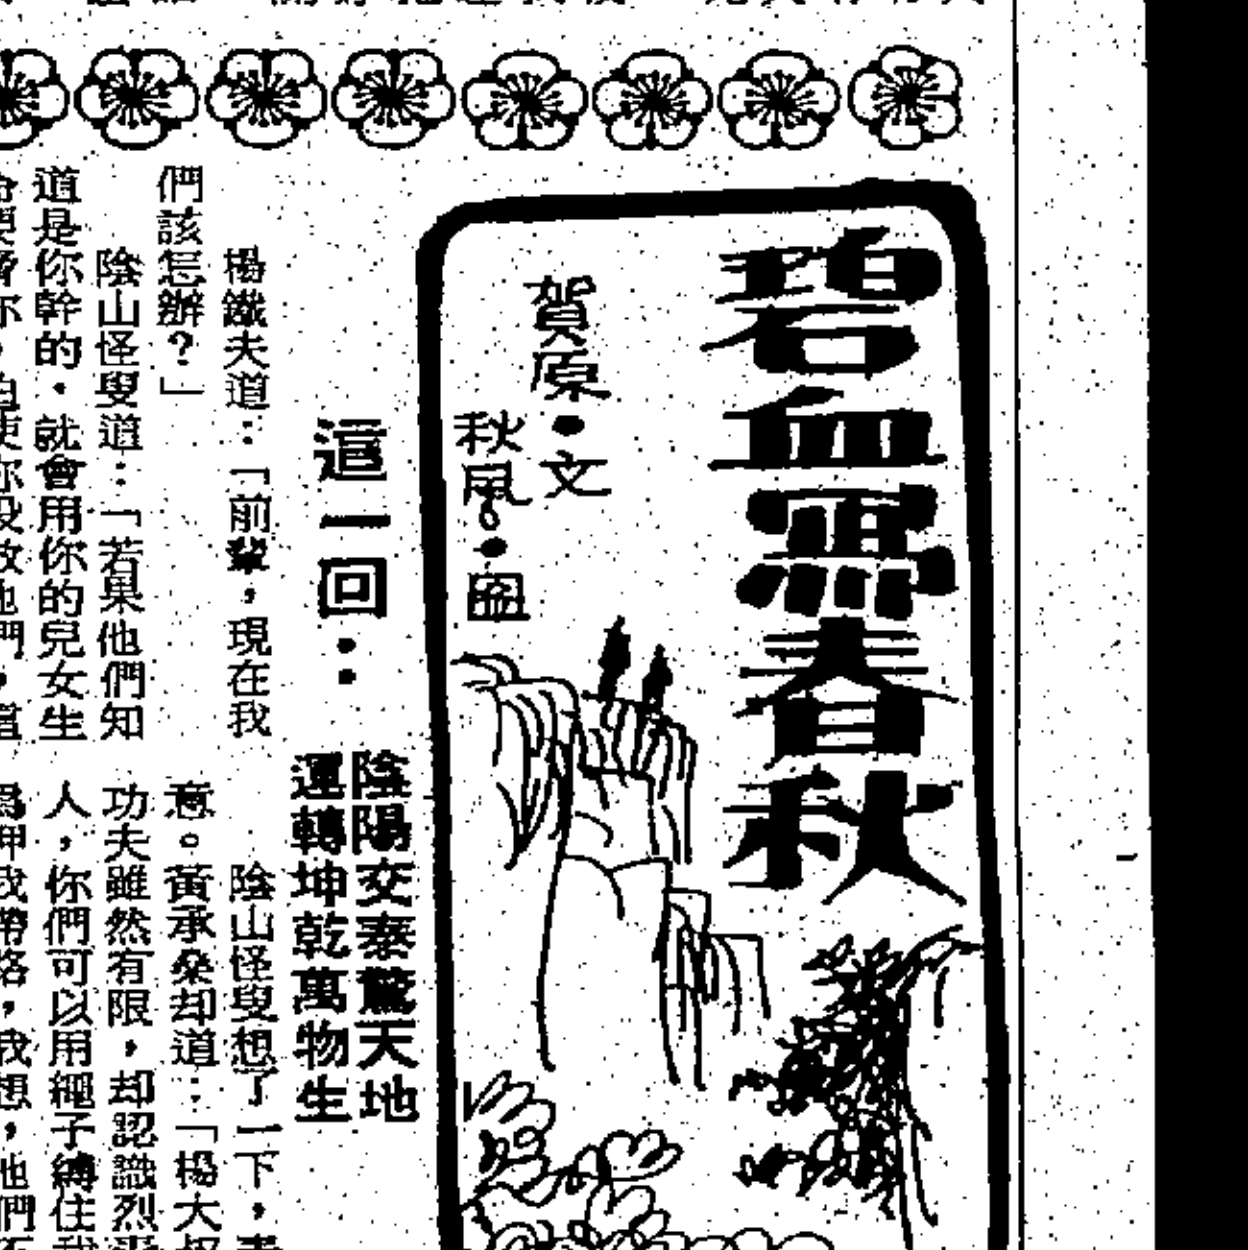 碧血寫春秋
賀原・文
秋風・圖
這一回：
陰陽交泰驚天地
運轉坤乾萬物生
楊鐵夫道：「前輩，現在我
們該怎辦？」
陰山怪叟道：「若果他們知
道是你幹的，就會用你的兒女生
陰山怪叟想了一下，
意。黃承桑却道：「楊大
功夫雖然有限，却認識烈
人，你們可以用繩子縛住